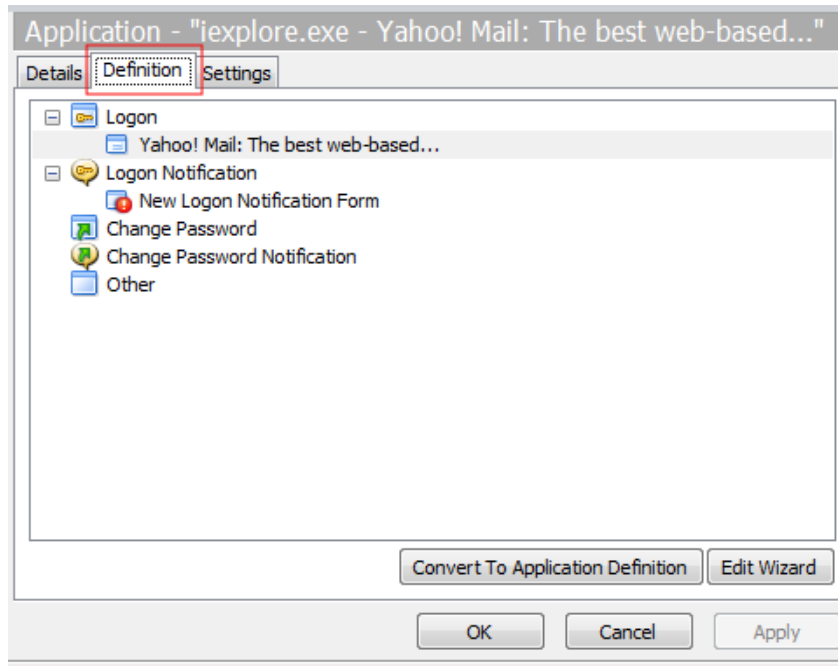 Application - "iexplore.exe - Yahoo! Mail: The best web-based..."
Details Definition Settings
Logon
Yahoo! Mail: The best web-based...
Logon Notification
New Logon Notification Form
Change Password
Change Password Notification
Other
Convert To Application Definition Edit Wizard
OK Cancel Apply